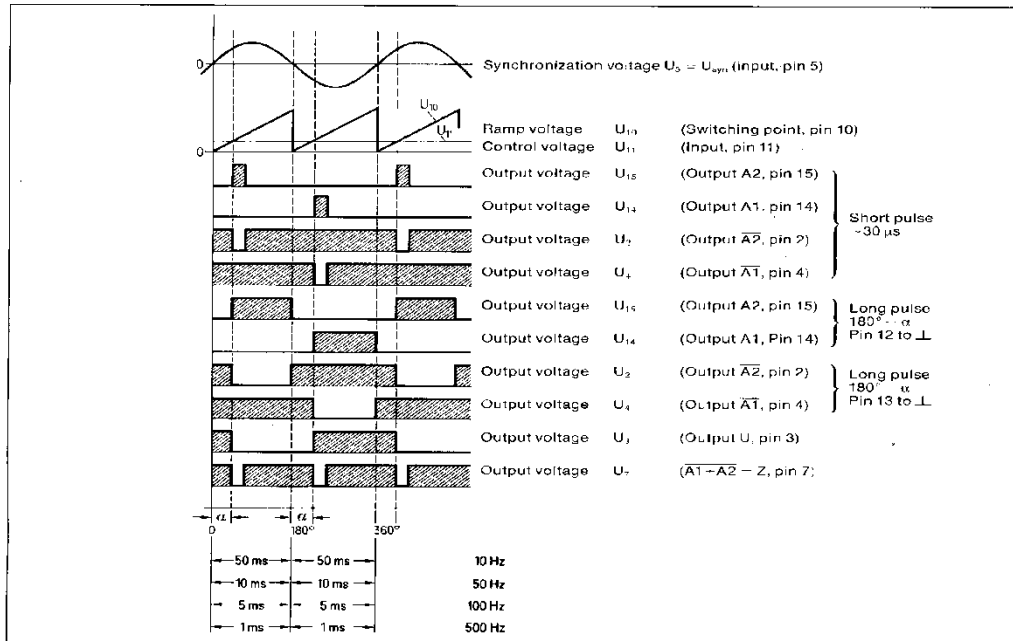 0 Synchronization voltage U5 = Usyn (input, pin 5)
U10
U11
Ramp voltage U10 (Switching point, pin 10)
0 Control voltage U11 (Input, pin 11)
Output voltage U15 (Output A2, pin 15)
Output voltage U14 (Output A1, pin 14)
Short pulse
~30 μs
Output voltage U2 (Output A2, pin 2)
Output voltage U4 (Output A1, pin 4)
Output voltage U15 (Output A2, pin 15)
Long pulse
180° - α
Pin 12 to ⊥
Output voltage U14 (Output A1, Pin 14)
Output voltage U2 (Output A2, pin 2)
Long pulse
180° α
Pin 13 to ⊥
Output voltage U4 (Output A1, pin 4)
Output voltage U3 (Output U, pin 3)
Output voltage U7 (A1+A2 = Z, pin 7)
α α
0 180° 360°
50 ms 50 ms 10 Hz
10 ms 10 ms 50 Hz
5 ms 5 ms 100 Hz
1 ms 1 ms 500 Hz